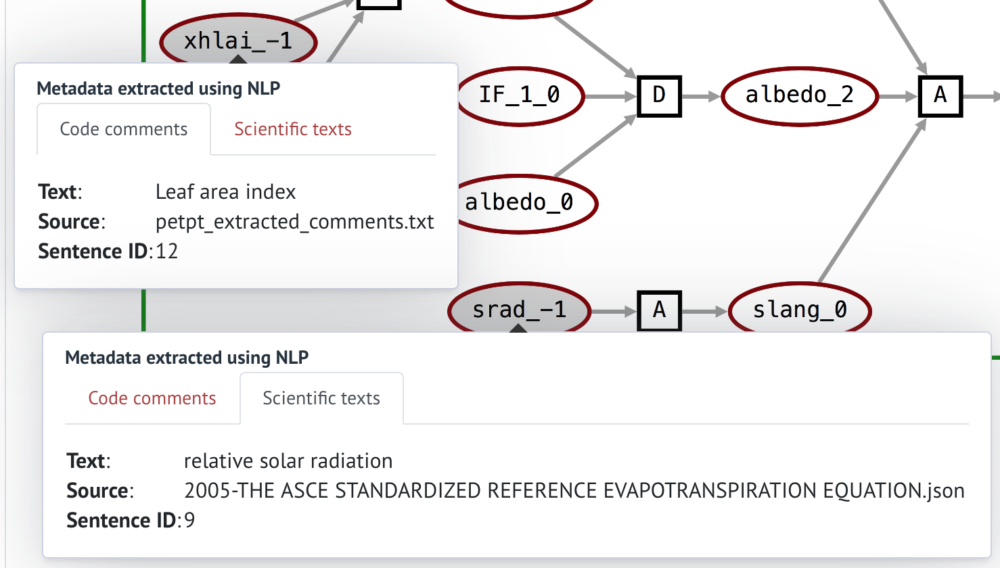 xhlai_−1
Metadata extracted using NLP
Code comments Scientific texts
Text: Leaf area index
Source: petpt_extracted_comments.txt
Sentence ID: 12
IF_1_0 D albedo_2 A
albedo_0
srad_−1 A slang_0
Metadata extracted using NLP
Code comments Scientific texts
Text: relative solar radiation
Source: 2005-THE ASCE STANDARDIZED REFERENCE EVAPOTRANSPIRATION EQUATION.json
Sentence ID: 9